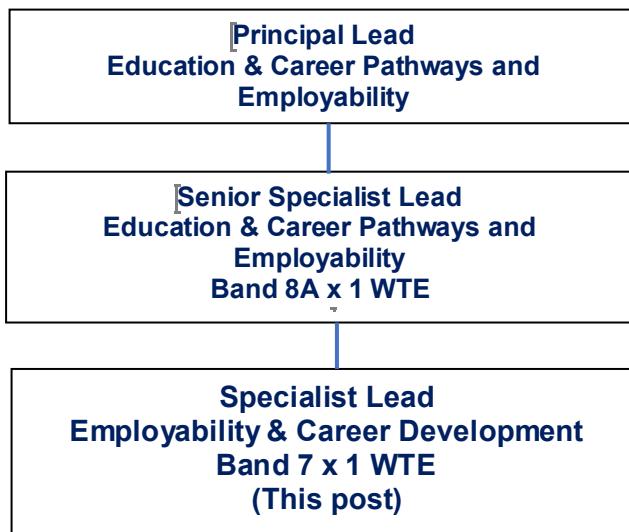 Principal Lead
Education & Career Pathways and
Employability
Senior Specialist Lead
Education & Career Pathways and
Employability
Band 8A x 1 WTE
Specialist Lead
Employability & Career Development
Band 7 x 1 WTE
(This post)